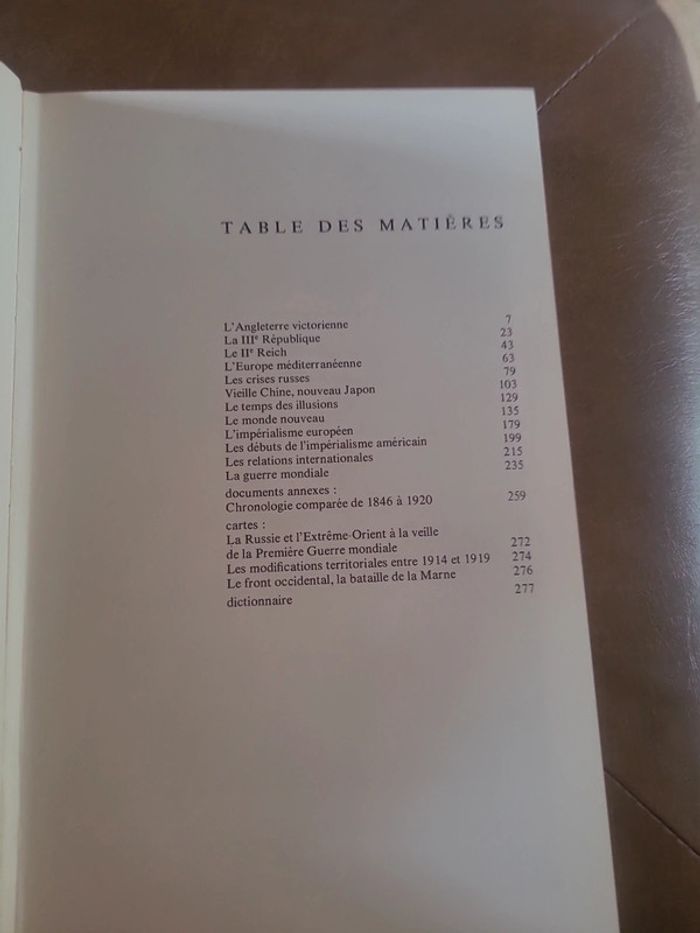 TABLE DES MATIÈRES
L'Angleterre victorienne 7
La IIIe République 23
Le IIe Reich 43
L'Europe méditerranéenne 63
Les crises russes 79
Vieille Chine, nouveau Japon 103
Le temps des illusions 129
Le monde nouveau 135
L'impérialisme européen 179
Les débuts de l'impérialisme américain 199
Les relations internationales 215
La guerre mondiale 235
documents annexes :
Chronologie comparée de 1846 à 1920 259
cartes :
La Russie et l'Extrême-Orient à la veille
de la Première Guerre mondiale 272
Les modifications territoriales entre 1914 et 1919 274
Le front occidental, la bataille de la Marne 276
dictionnaire 277